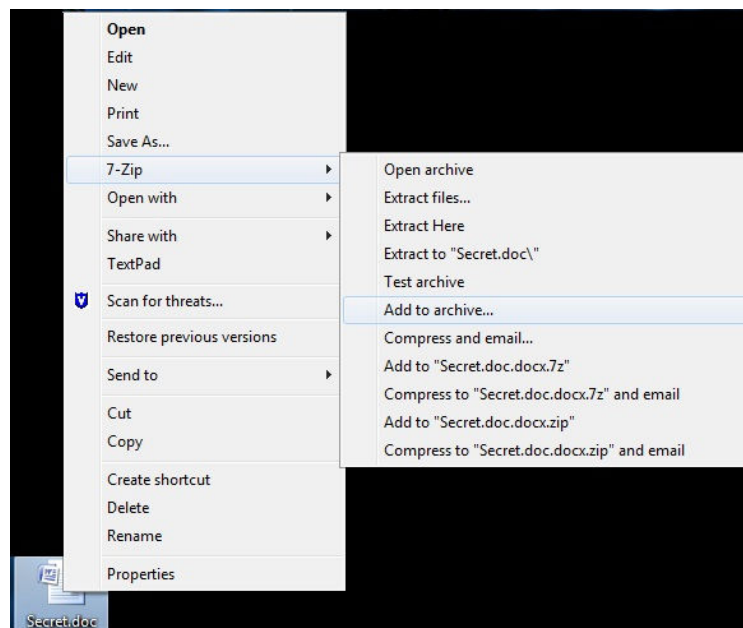 Open
Edit
New
Print
Save As...
7-Zip
Open with
Share with
TextPad
Scan for threats...
Restore previous versions
Send to
Cut
Copy
Create shortcut
Delete
Rename
Properties
Open archive
Extract files...
Extract Here
Extract to "Secret.doc\"
Test archive
Add to archive...
Compress and email...
Add to "Secret.doc.docx.7z"
Compress to "Secret.doc.docx.7z" and email
Add to "Secret.doc.docx.zip"
Compress to "Secret.doc.docx.zip" and email
Secret.doc